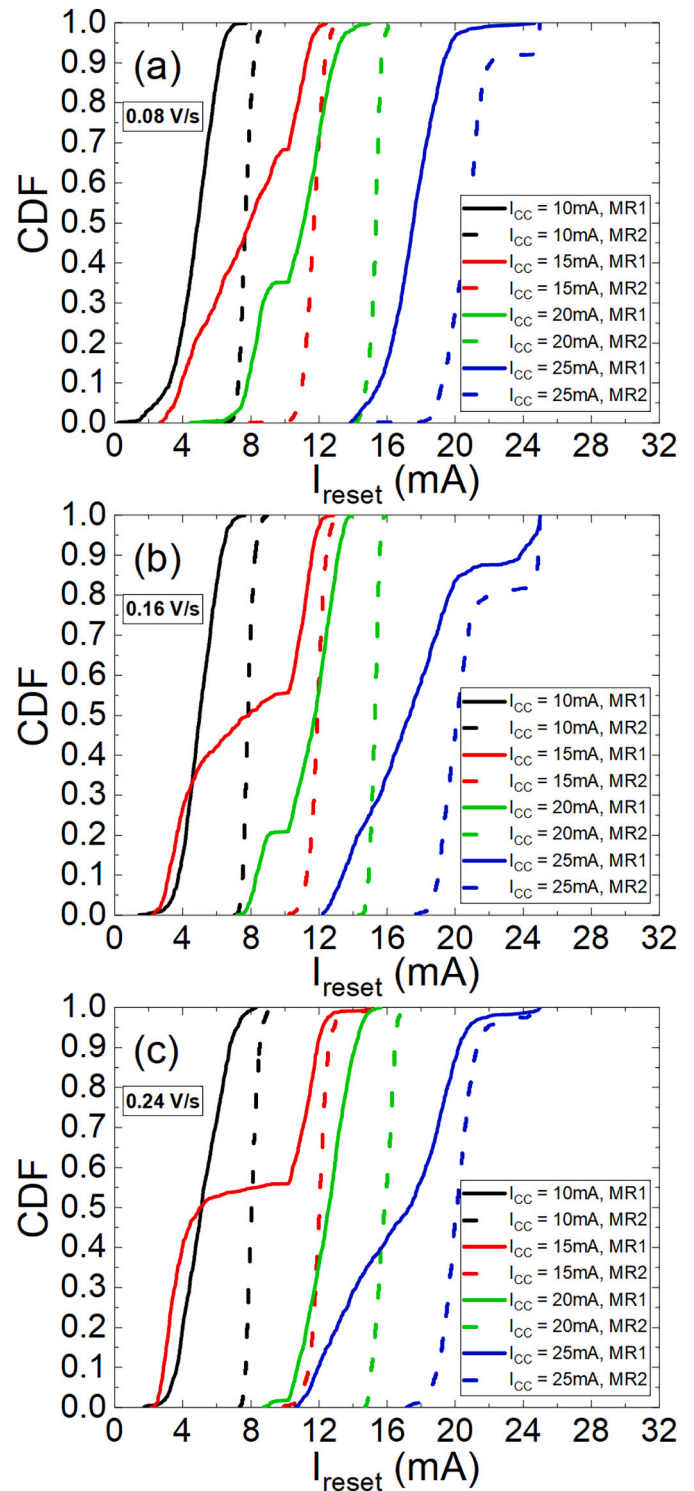 (a)
0.08 V/s
CDF
1.0
0.9
0.8
0.7
0.6
0.5
0.4
0.3
0.2
0.1
0.0
I_CC = 10mA, MR1
I_CC = 10mA, MR2
I_CC = 15mA, MR1
I_CC = 15mA, MR2
I_CC = 20mA, MR1
I_CC = 20mA, MR2
I_CC = 25mA, MR1
I_CC = 25mA, MR2
0 4 8 12 16 20 24 28 32
I_reset (mA)
(b)
0.16 V/s
CDF
1.0
0.9
0.8
0.7
0.6
0.5
0.4
0.3
0.2
0.1
0.0
I_CC = 10mA, MR1
I_CC = 10mA, MR2
I_CC = 15mA, MR1
I_CC = 15mA, MR2
I_CC = 20mA, MR1
I_CC = 20mA, MR2
I_CC = 25mA, MR1
I_CC = 25mA, MR2
0 4 8 12 16 20 24 28 32
I_reset (mA)
(c)
0.24 V/s
CDF
1.0
0.9
0.8
0.7
0.6
0.5
0.4
0.3
0.2
0.1
0.0
I_CC = 10mA, MR1
I_CC = 10mA, MR2
I_CC = 15mA, MR1
I_CC = 15mA, MR2
I_CC = 20mA, MR1
I_CC = 20mA, MR2
I_CC = 25mA, MR1
I_CC = 25mA, MR2
0 4 8 12 16 20 24 28 32
I_reset (mA)